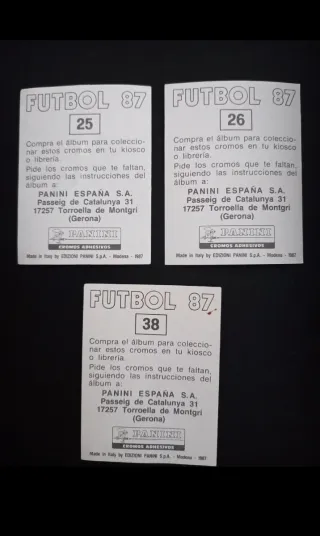 FUTBOL 87
25
Compra el álbum para coleccio-
nar estos cromos en tu kiosco
o librería.
Pide los cromos que te faltan,
siguiendo las instrucciones del
álbum a:
PANINI ESPAÑA S.A.
Passeig de Catalunya 31
17257 Torroella de Montgrí
(Gerona)
PANINI
CROMOS ADHESIVOS
Made in Italy by EDIZIONI PANINI S.p.A. - Modena - 1987
FUTBOL 87
26
Compra el álbum para coleccio-
nar estos cromos en tu kiosco
o librería.
Pide los cromos que te faltan,
siguiendo las instrucciones del
álbum a:
PANINI ESPAÑA S.A.
Passeig de Catalunya 31
17257 Torroella de Montgrí
(Gerona)
PANINI
CROMOS ADHESIVOS
Made in Italy by EDIZIONI PANINI S.p.A. - Modena - 1987
FUTBOL 87
38
Compra el álbum para coleccio-
nar estos cromos en tu kiosco
o librería.
Pide los cromos que te faltan,
siguiendo las instrucciones del
álbum a:
PANINI ESPAÑA S.A.
Passeig de Catalunya 31
17257 Torroella de Montgrí
(Gerona)
PANINI
CROMOS ADHESIVOS
Made in Italy by EDIZIONI PANINI S.p.A. - Modena - 1987